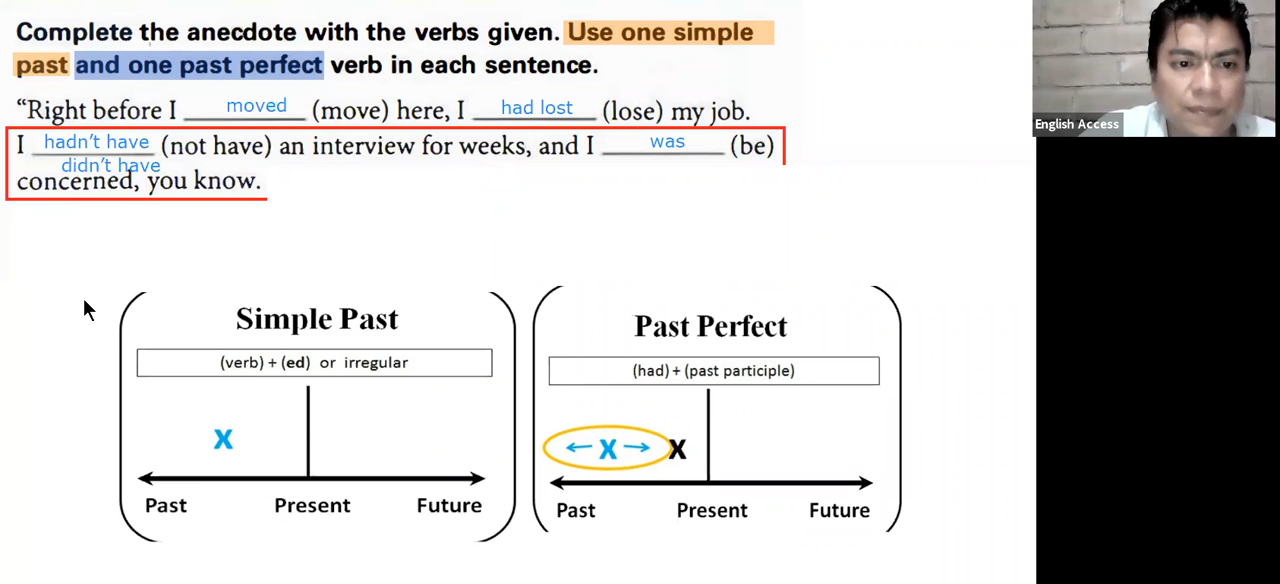 Complete the anecdote with the verbs given. Use one simple
past and one past perfect verb in each sentence.
“Right before I moved (move) here, I had lost (lose) my job.
I hadn’t have (not have) an interview for weeks, and I was (be)
didn’t have
concerned, you know.
English Access
Simple Past
(verb) + (ed) or irregular
X
Past Present Future
Past Perfect
(had) + (past participle)
← X → X
Past Present Future